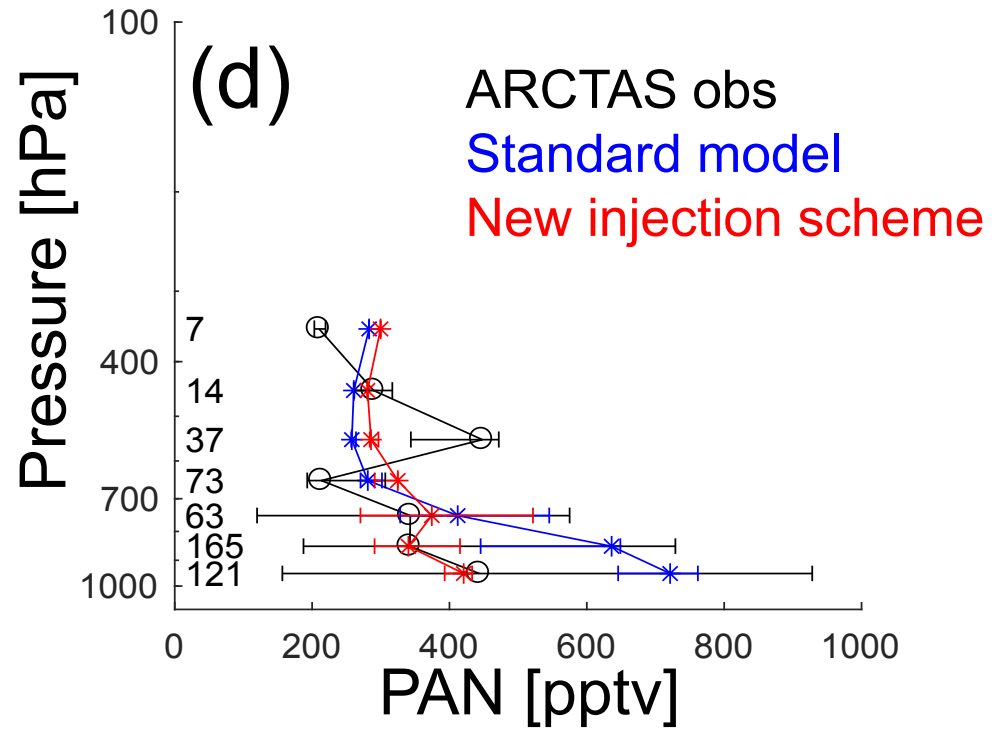 (d)
ARCTAS obs
Standard model
New injection scheme
Pressure [hPa]
100
400
700
1000
7
14
37
73
63
165
121
0 200 400 600 800 1000
PAN [pptv]